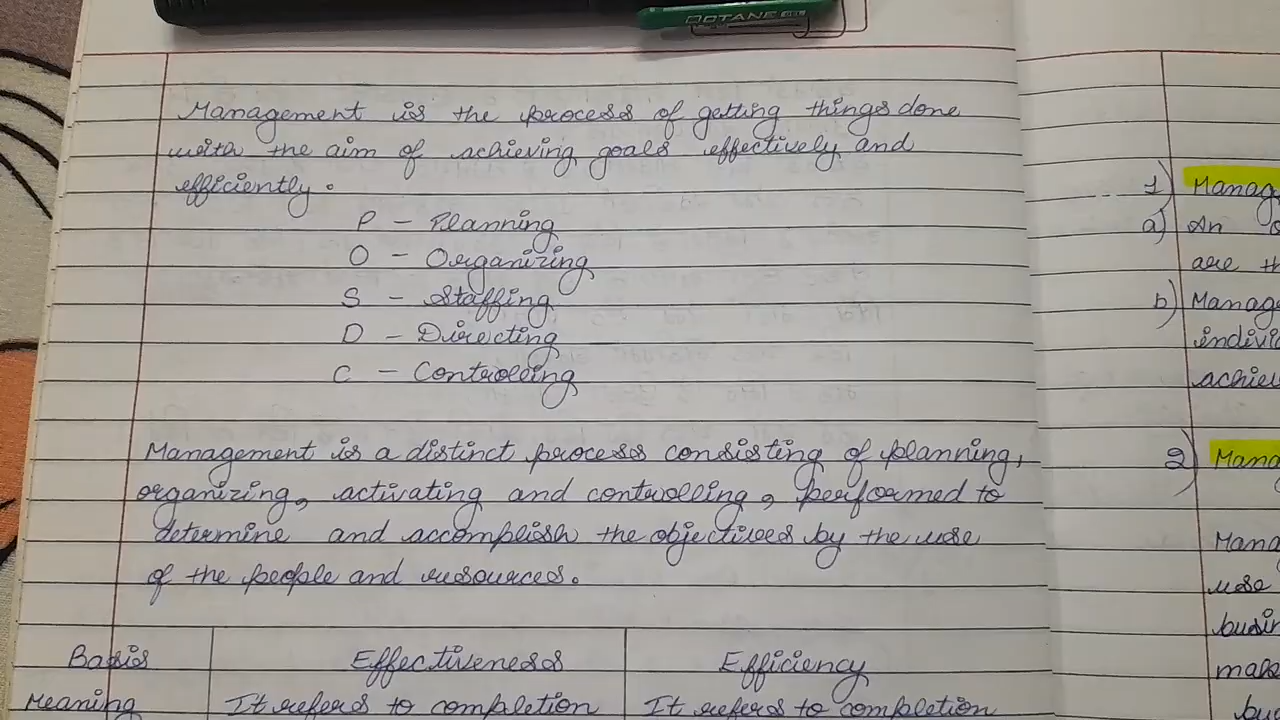 OCTANE GEL
Management is the process of getting things done
with the aim of achieving goals effectively and
efficiently.
P - Planning
O - Organizing
S - Staffing
D - Directing
C - Controlling
Management is a distinct process consisting of planning,
organizing, activating and controlling, performed to
determine and accomplish the objectives by the use
of the people and resources.
Basis Effectiveness Efficiency
Meaning It refers to completion It refers to completion
1) Manag
a) An
are th
b) Manag
indivi
achie
2) Mana
Mana
use
busin
make